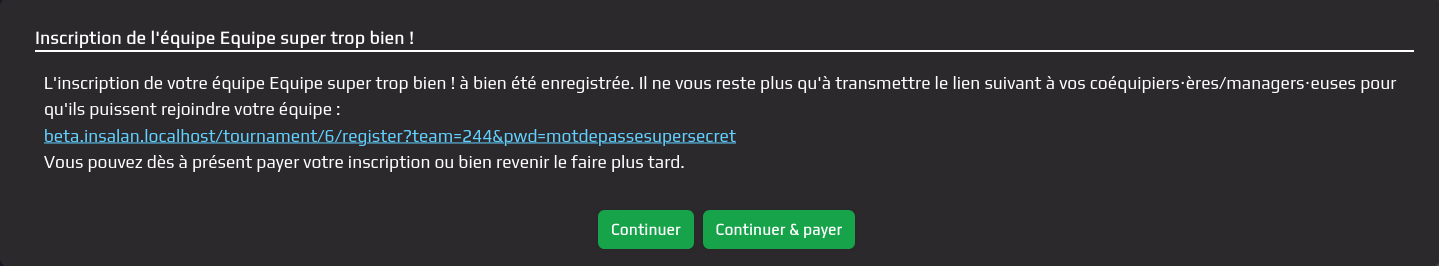 Inscription de l'équipe Equipe super trop bien !
L'inscription de votre équipe Equipe super trop bien ! à bien été enregistrée. Il ne vous reste plus qu'à transmettre le lien suivant à vos coéquipiers·ères/managers·euses pour
qu'ils puissent rejoindre votre équipe :
beta.insalan.localhost/tournament/6/register?team=244&pwd=motdepassesupersecret
Vous pouvez dès à présent payer votre inscription ou bien revenir le faire plus tard.
Continuer Continuer & payer